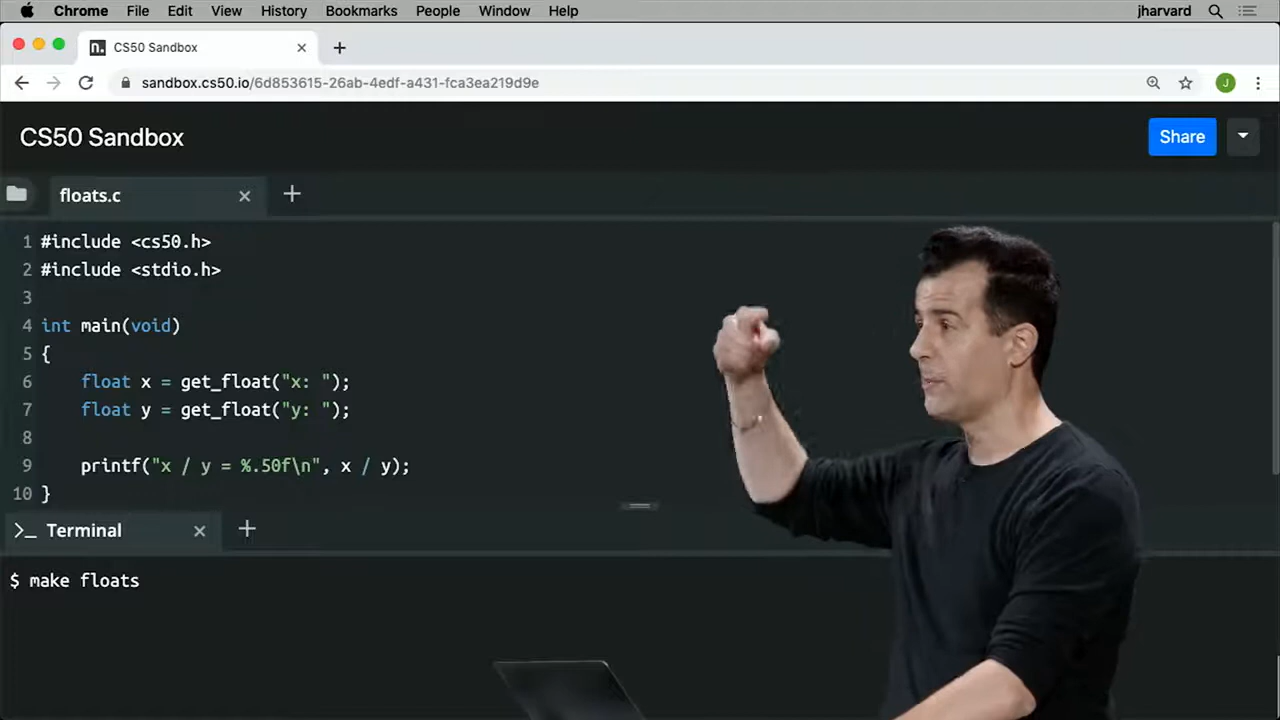 Chrome File Edit View History Bookmarks People Window Help jharvard
n. CS50 Sandbox
sandbox.cs50.io/6d853615-26ab-4edf-a431-fca3ea219d9e J
CS50 Sandbox Share
floats.c
1 #include <cs50.h>
2 #include <stdio.h>
3
4 int main(void)
5 {
6 float x = get_float("x: ");
7 float y = get_float("y: ");
8
9 printf("x / y = %.50f\n", x / y);
10 }
>_ Terminal
$ make floats